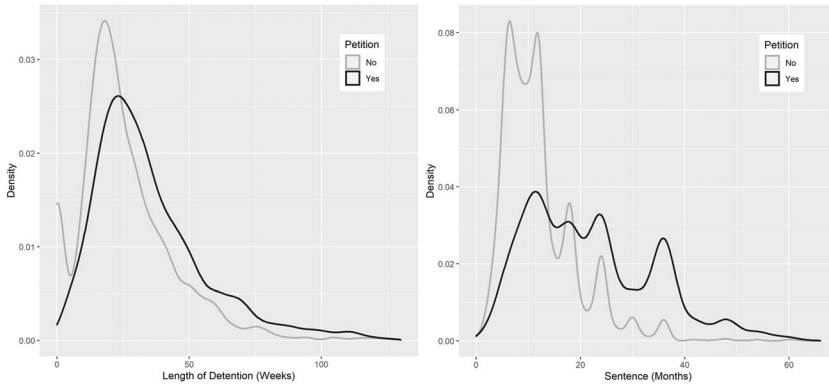 Petition
No
Yes
0.03
0.02
0.01
0.00
Density
0
50
100
Length of Detention (Weeks)
Petition
No
Yes
0.08
0.06
0.04
0.02
0.00
Density
0
20
40
60
Sentence (Months)